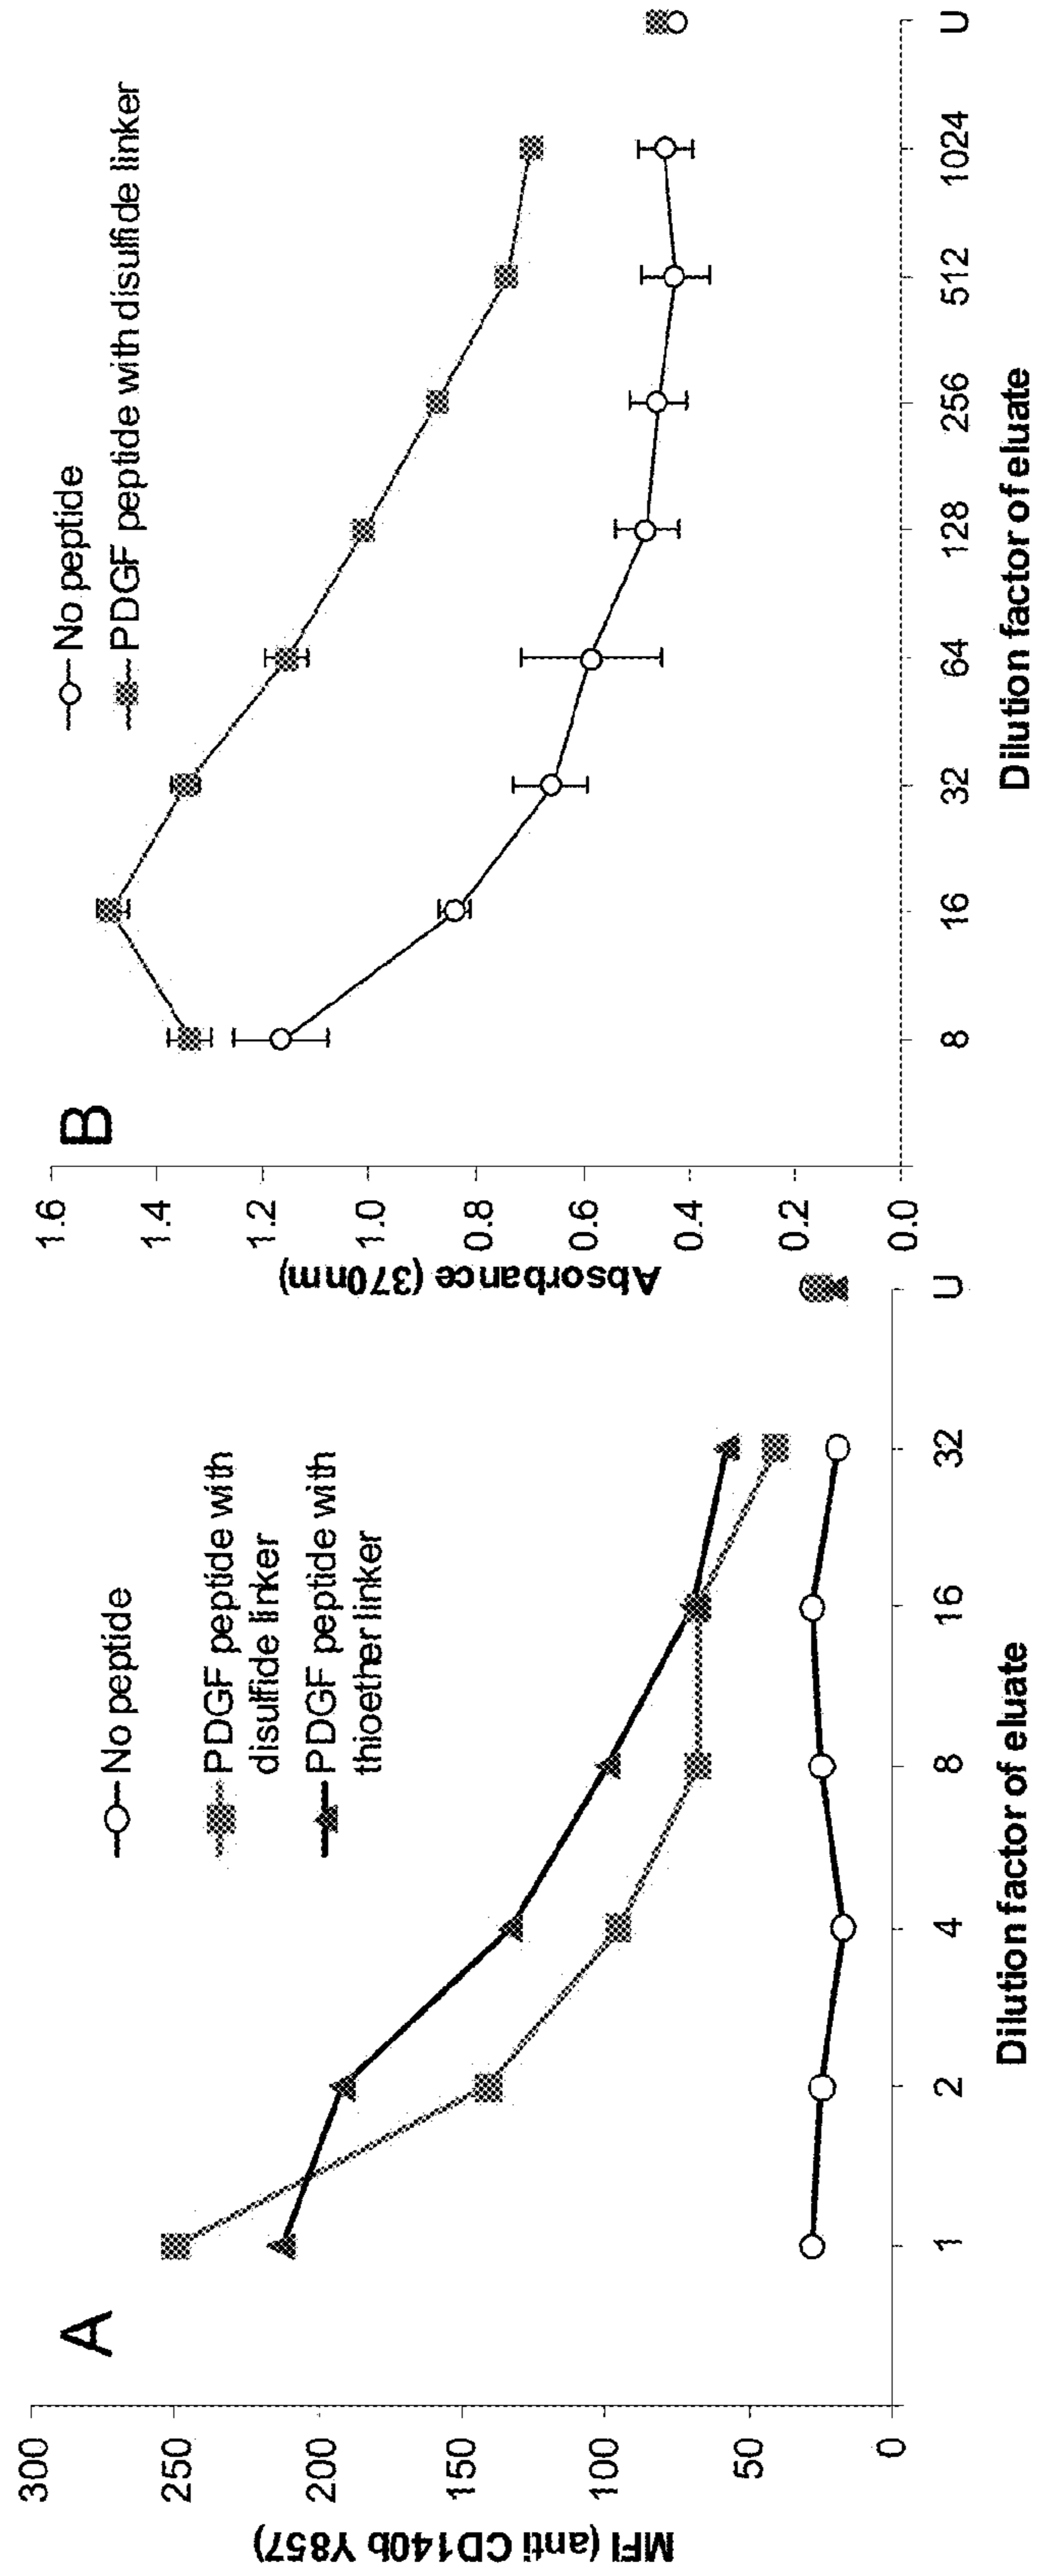 A
No peptide
PDGF peptide with
disulfide linker
PDGF peptide with
thioether linker
MFI (anti CD140b Y857)
300
250
200
150
100
50
0
1
2
4
8
16
32
U
Dilution factor of eluate
B
No peptide
PDGF peptide with disulfide linker
Absorbance (370nm)
1.6
1.4
1.2
1.0
0.8
0.6
0.4
0.2
0.0
8
16
32
64
128
256
512
1024
U
Dilution factor of eluate